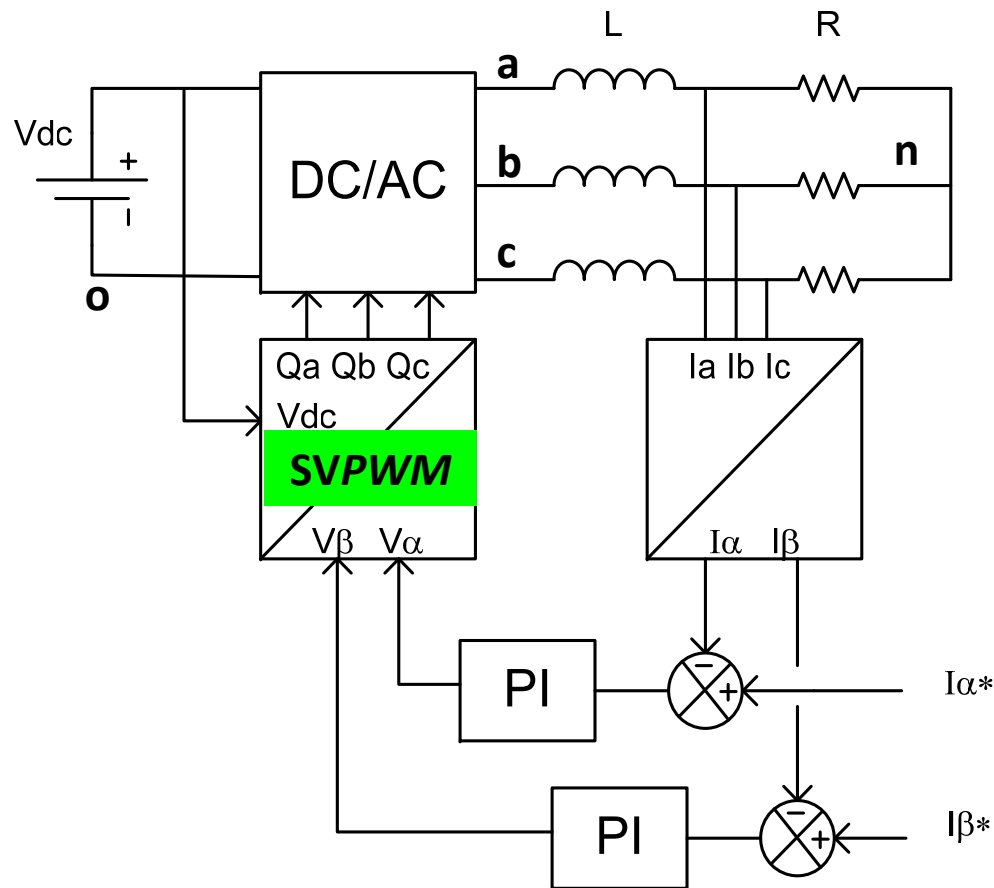 L R
a
Vdc
+
DC/AC
b
n
c
o
Qa Qb Qc
Ia Ib Ic
Vdc
SVPWM
Vβ Vα
Iα Iβ
−
PI
+
Iα*
−
PI
+
Iβ*